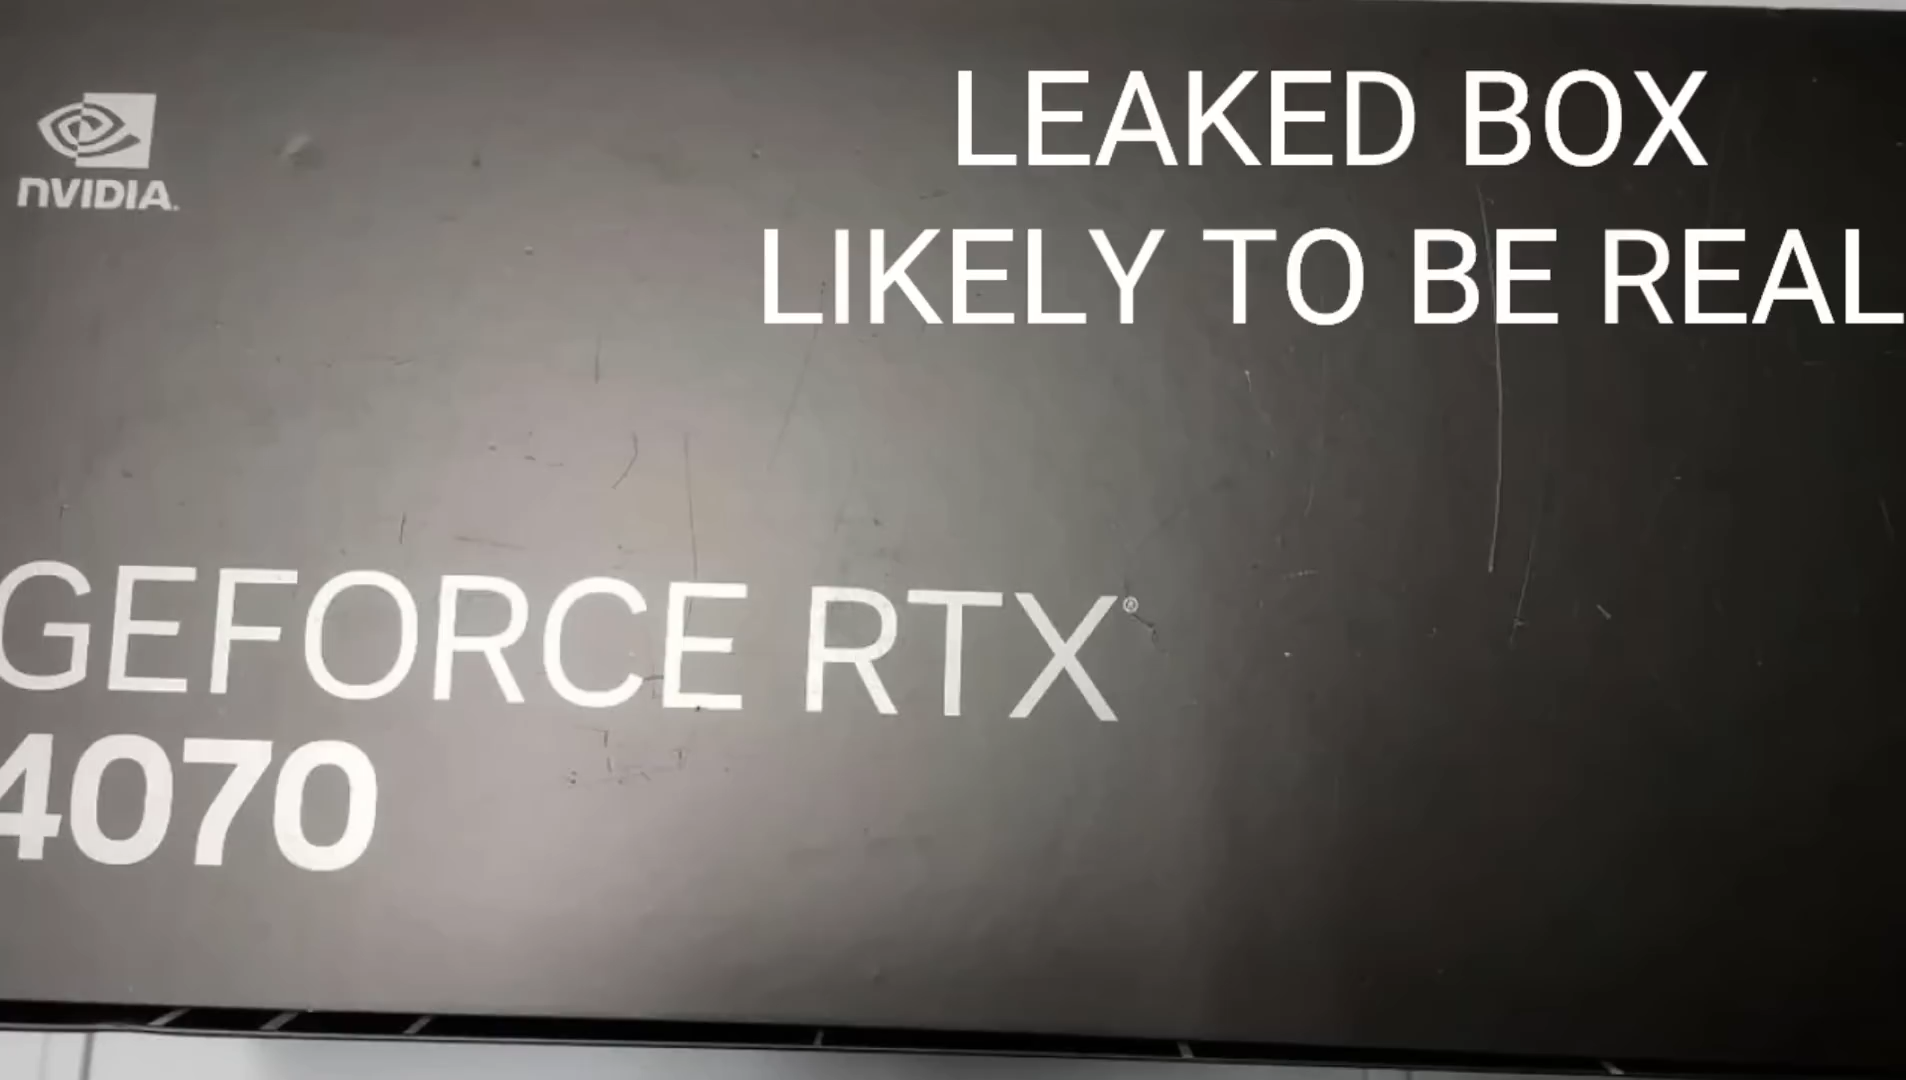 LEAKED BOX
LIKELY TO BE REAL
nVIDIA.
GEFORCE RTX®
4070